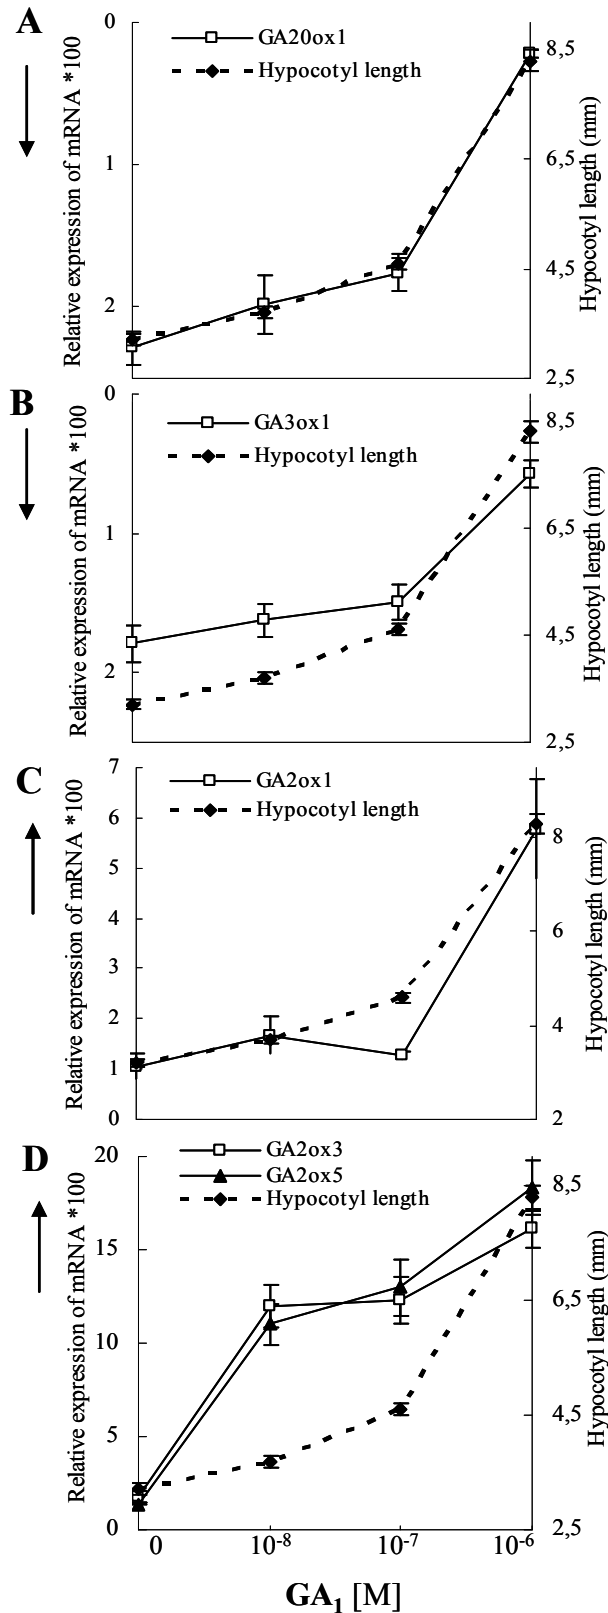 A
GA20ox1
Hypocotyl length
Relative expression of mRNA *100
0
1
2
8,5
6,5
4,5
2,5
Hypocotyl length (mm)
B
GA3ox1
Hypocotyl length
Relative expression of mRNA *100
0
1
2
8,5
6,5
4,5
2,5
Hypocotyl length (mm)
C
GA2ox1
Hypocotyl length
Relative expression of mRNA *100
7
6
5
4
3
2
1
0
8
6
4
2
Hypocotyl length (mm)
D
GA2ox3
GA2ox5
Hypocotyl length
Relative expression of mRNA *100
20
15
10
5
0
8,5
6,5
4,5
2,5
Hypocotyl length (mm)
0 10⁻⁸ 10⁻⁷ 10⁻⁶
GA₁ [M]